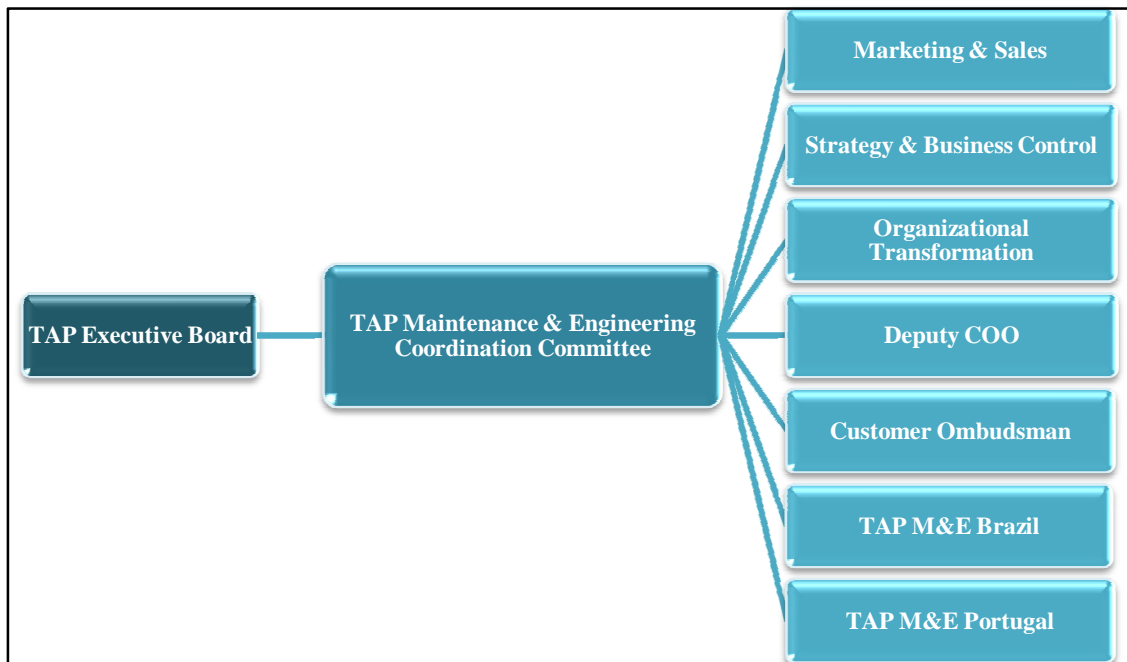 TAP Executive Board
TAP Maintenance & Engineering
Coordination Committee
Marketing & Sales
Strategy & Business Control
Organizational
Transformation
Deputy COO
Customer Ombudsman
TAP M&E Brazil
TAP M&E Portugal